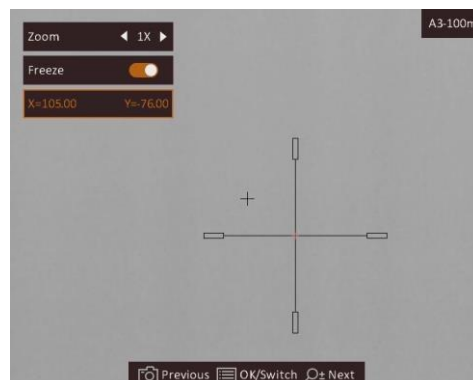 Zoom 1X
A3-100m
Freeze
X=105.00 Y=-76.00
Previous OK/Switch Next